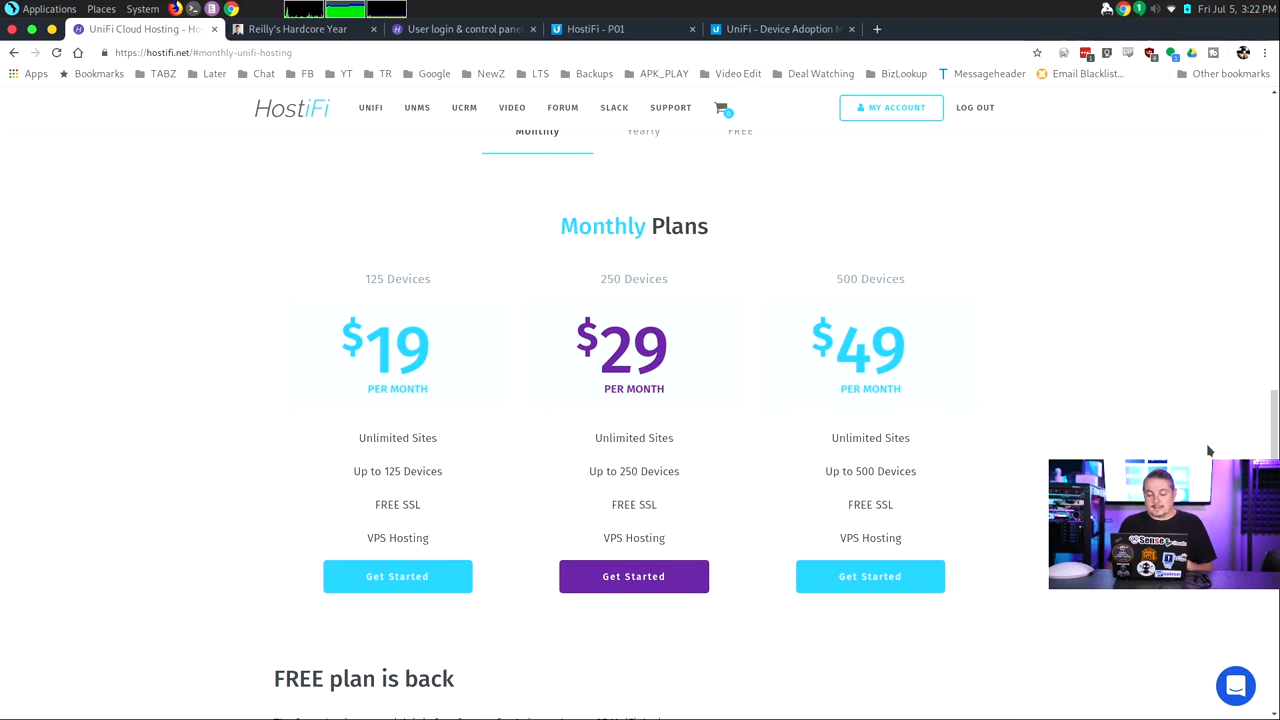 Applications Places System
Fri Jul 5, 3:22 PM
UniFi Cloud Hosting - Ho
Reilly's Hardcore Year
User login & control pane
HostiFi - P01
UniFi - Device Adoption M
https://hostifi.net/#monthly-unifi-hosting
Apps Bookmarks TABZ Later Chat FB YT TR Google NewZ LTS Backups APK_PLAY Video Edit Deal Watching BizLookup Messageheader Email Blacklist... Other bookmarks
HostiFi UNIFI UNMS UCRM VIDEO FORUM SLACK SUPPORT 0 MY ACCOUNT LOG OUT
Monthly Yearly FREE
Monthly Plans
125 Devices 250 Devices 500 Devices
$19 $29 $49
PER MONTH PER MONTH PER MONTH
Unlimited Sites Unlimited Sites Unlimited Sites
Up to 125 Devices Up to 250 Devices Up to 500 Devices
FREE SSL FREE SSL FREE SSL
VPS Hosting VPS Hosting VPS Hosting
Get Started Get Started Get Started
FREE plan is back